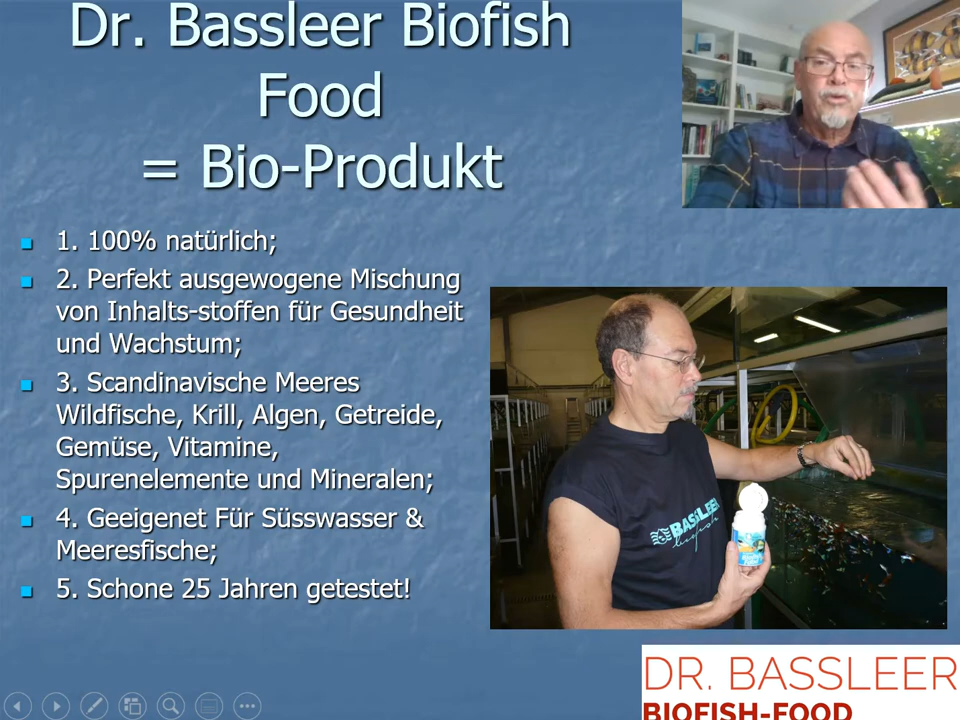 Dr. Bassleer Biofish
Food
= Bio-Produkt
1. 100% natürlich;
2. Perfekt ausgewogene Mischung
von Inhalts-stoffen für Gesundheit
und Wachstum;
3. Scandinavische Meeres
Wildfische, Krill, Algen, Getreide,
Gemüse, Vitamine,
Spurenelemente und Mineralen;
4. Geeigenet Für Süsswasser &
Meeresfische;
5. Schone 25 Jahren getestet!
BASSLEER
biofish
DR. BASSLEER
BIOFISH-FOOD